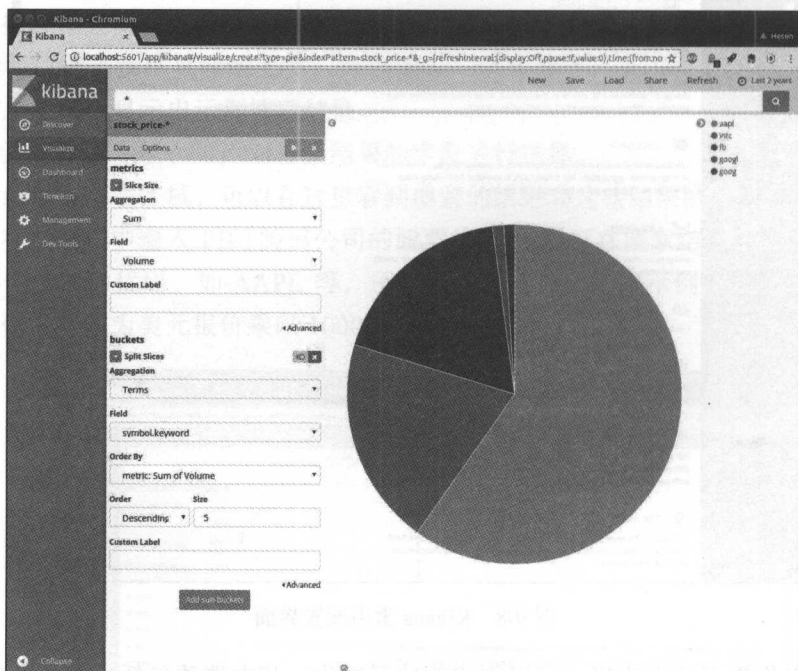 Kibana - Chromium
Kibana
Heten
localhost:5601/app/kibana#/visualize/create?type=pie&indexPattern=stock_price-*&_g=(refreshInterval:(display:Off,pause:!f,value:0),time:(from:no
New Save Load Share Refresh Last 2 years
kibana
*
Discover
Visualize
Dashboard
Timelion
Management
Dev Tools
Collapse
stock_price-*
Data Options
metrics
Slice Size
Aggregation
Sum
Field
Volume
Custom Label
Advanced
buckets
Split Slices
Aggregation
Terms
Field
symbol.keyword
Order By
metric: Sum of Volume
Order Size
Descending 5
Custom Label
Advanced
Add sub-buckets
aapl
intc
fb
googl
goog